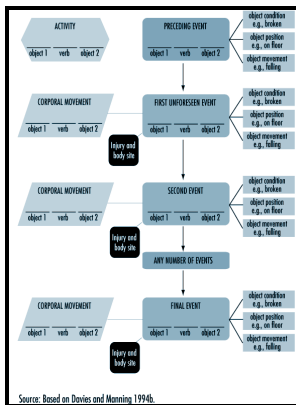 ACTIVITY
object 1 verb object 2
PRECEDING EVENT
object 1 verb object 2
object condition
e.g., broken
object position
e.g., on floor
object movement
e.g., falling
CORPORAL MOVEMENT
object 1 verb object 2
Injury and
body site
FIRST UNFORESEEN EVENT
object 1 verb object 2
object condition
e.g., broken
object position
e.g., on floor
object movement
e.g., falling
CORPORAL MOVEMENT
object 1 verb object 2
Injury and
body site
SECOND EVENT
object 1 verb object 2
object condition
e.g., broken
object position
e.g., on floor
object movement
e.g., falling
ANY NUMBER OF EVENTS
CORPORAL MOVEMENT
object 1 verb object 2
Injury and
body site
FINAL EVENT
object 1 verb object 2
object condition
e.g., broken
object position
e.g., on floor
object movement
e.g., falling
Source: Based on Davies and Manning 1994b.